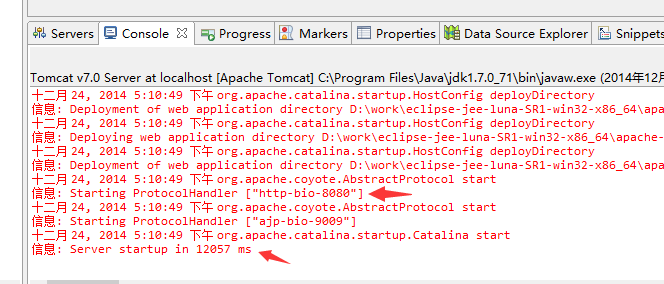 Servers Console Progress Markers Properties Data Source Explorer Snippets
Tomcat v7.0 Server at localhost [Apache Tomcat] C:\Program Files\Java\jdk1.7.0_71\bin\javaw.exe (2014年12月
十二月 24, 2014 5:10:49 下午 org.apache.catalina.startup.HostConfig deployDirectory
信息: Deployment of web application directory D:\work\eclipse-jee-luna-SR1-win32-x86_64\apa
十二月 24, 2014 5:10:49 下午 org.apache.catalina.startup.HostConfig deployDirectory
信息: Deploying web application directory D:\work\eclipse-jee-luna-SR1-win32-x86_64\apac
十二月 24, 2014 5:10:49 下午 org.apache.catalina.startup.HostConfig deployDirectory
信息: Deployment of web application directory D:\work\eclipse-jee-luna-SR1-win32-x86_64\apa
十二月 24, 2014 5:10:49 下午 org.apache.coyote.AbstractProtocol start
信息: Starting ProtocolHandler ["http-bio-8080"]
十二月 24, 2014 5:10:49 下午 org.apache.coyote.AbstractProtocol start
信息: Starting ProtocolHandler ["ajp-bio-9009"]
十二月 24, 2014 5:10:49 下午 org.apache.catalina.startup.Catalina start
信息: Server startup in 12057 ms